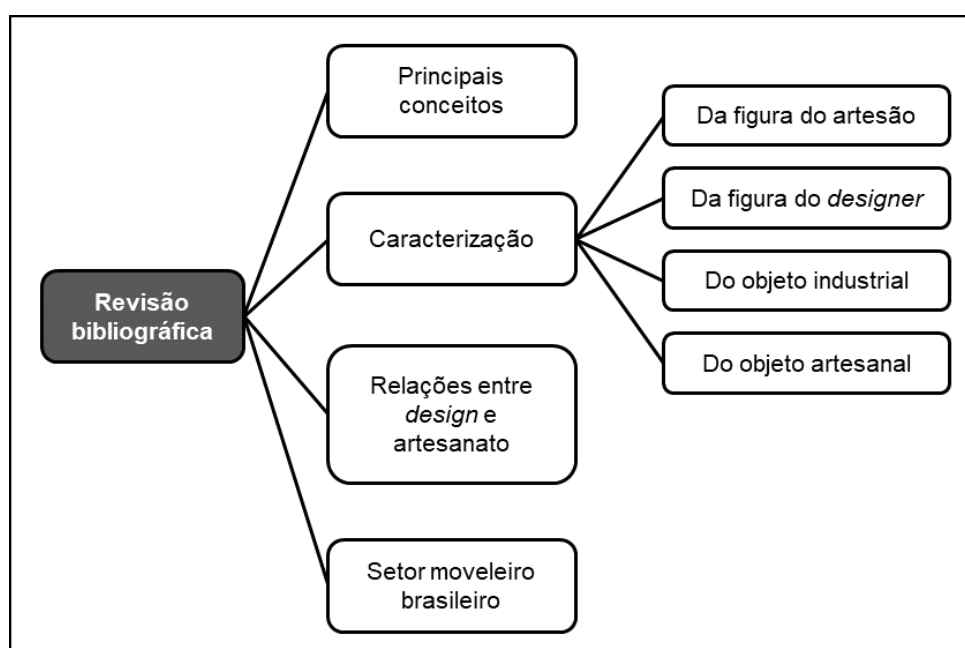 Revisão
bibliográfica
Principais
conceitos
Caracterização
Relações entre
design e
artesanato
Setor moveleiro
brasileiro
Da figura do artesão
Da figura do designer
Do objeto industrial
Do objeto artesanal